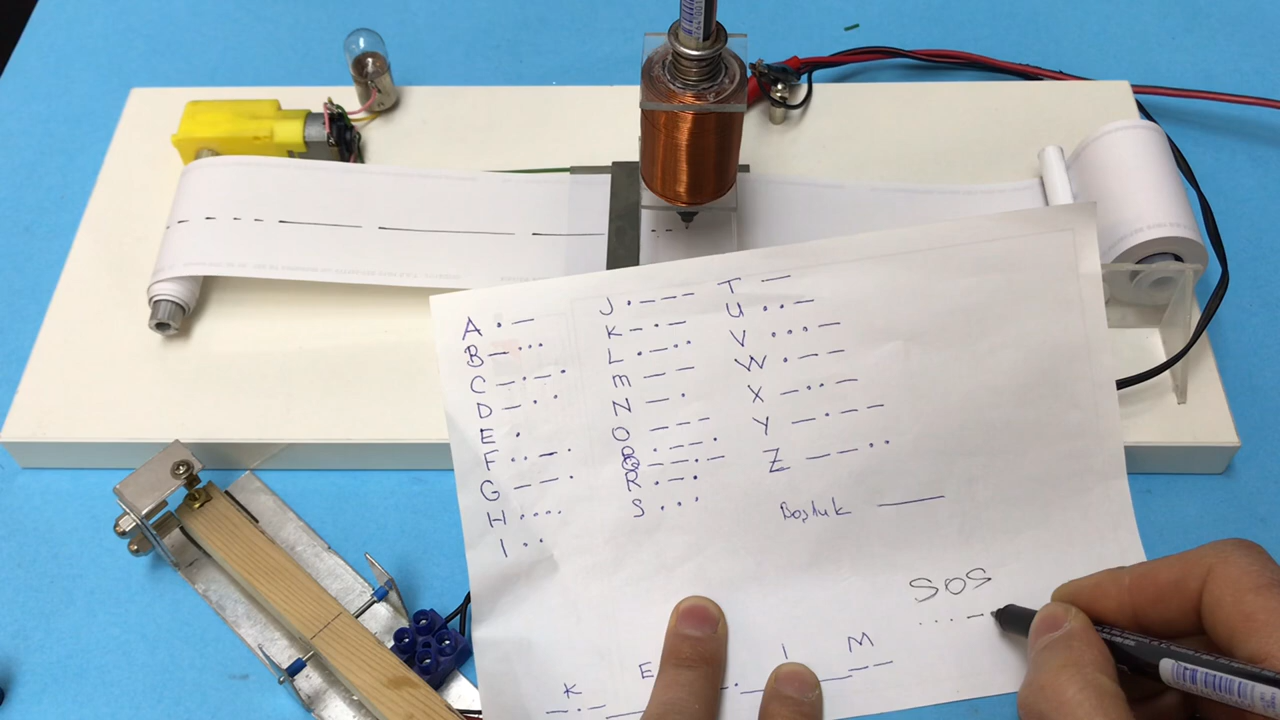 A .-
B -...
C -.-.
D -..
E .
F ..-.
G --.
H ....
I ..
J .---
K -.-
L .-..
M --
N -.
O ---
R .-.
S ...
T -
U ..-
V ...-
W .--
X -..-
Y -.--
Z --..
Boşluk ——
SOS
... -
K E I M
-.- — . — — --